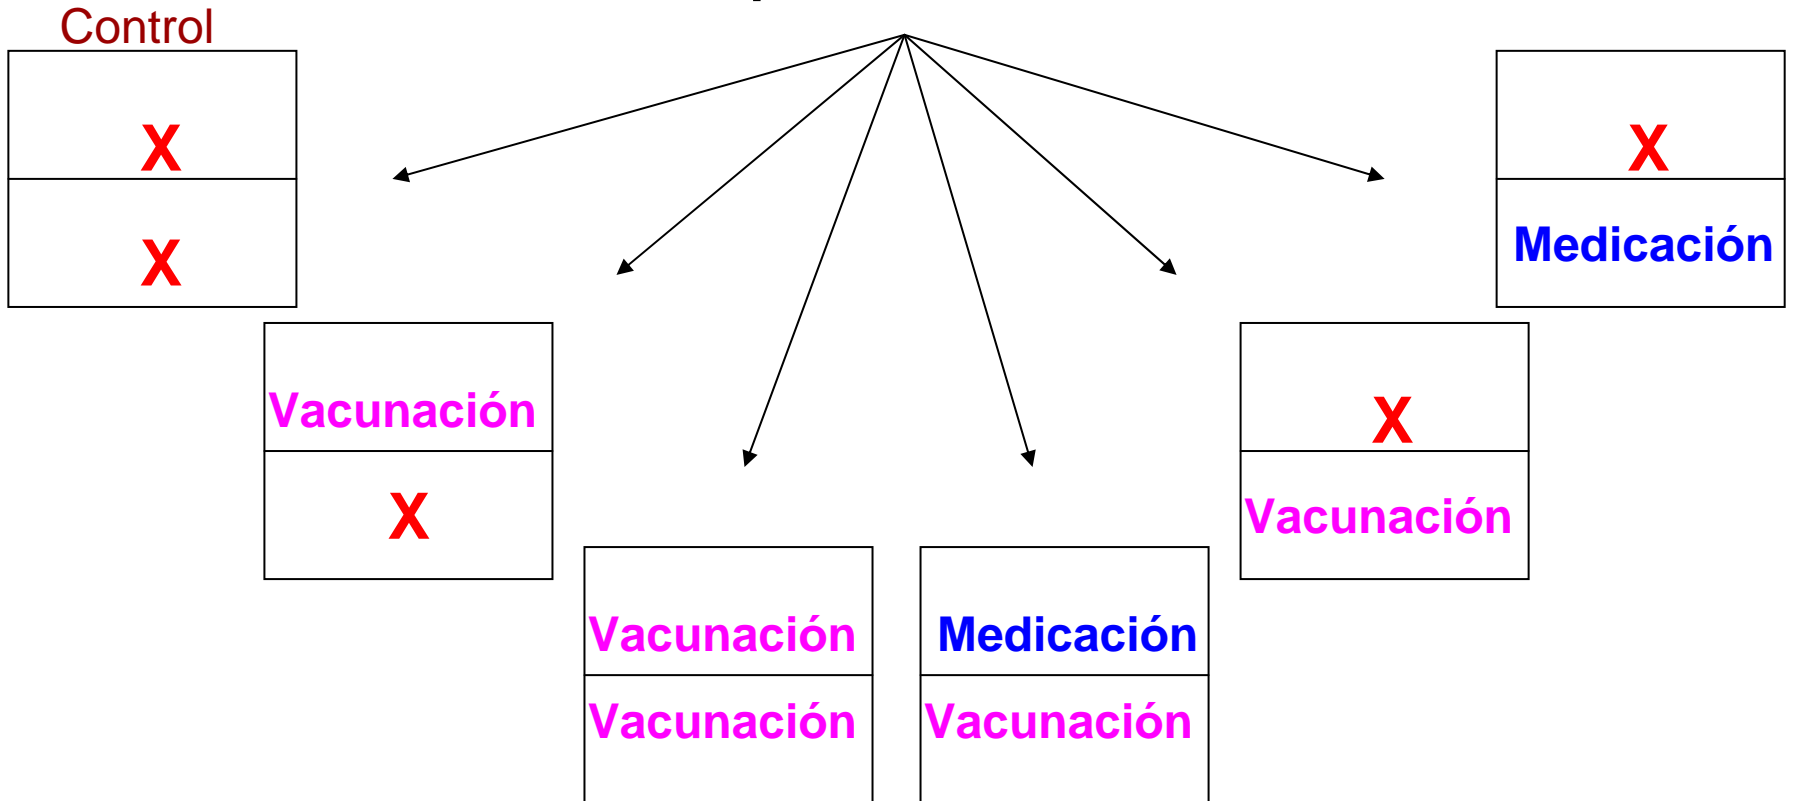 Control
X
X
X
Medicación
Vacunación
X
X
Vacunación
Vacunación
Vacunación
Medicación
Vacunación